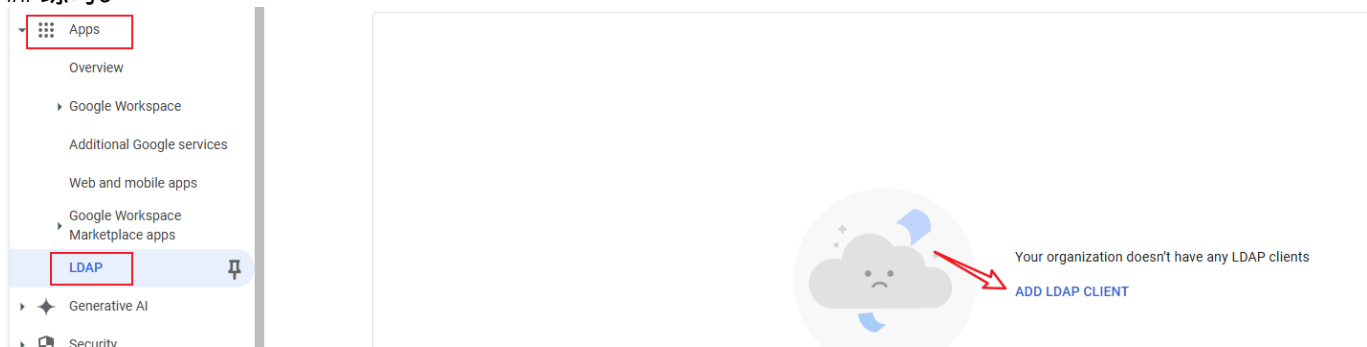 Apps
Overview
Google Workspace
Additional Google services
Web and mobile apps
Google Workspace
Marketplace apps
LDAP
Generative AI
Security
Your organization doesn't have any LDAP clients
ADD LDAP CLIENT